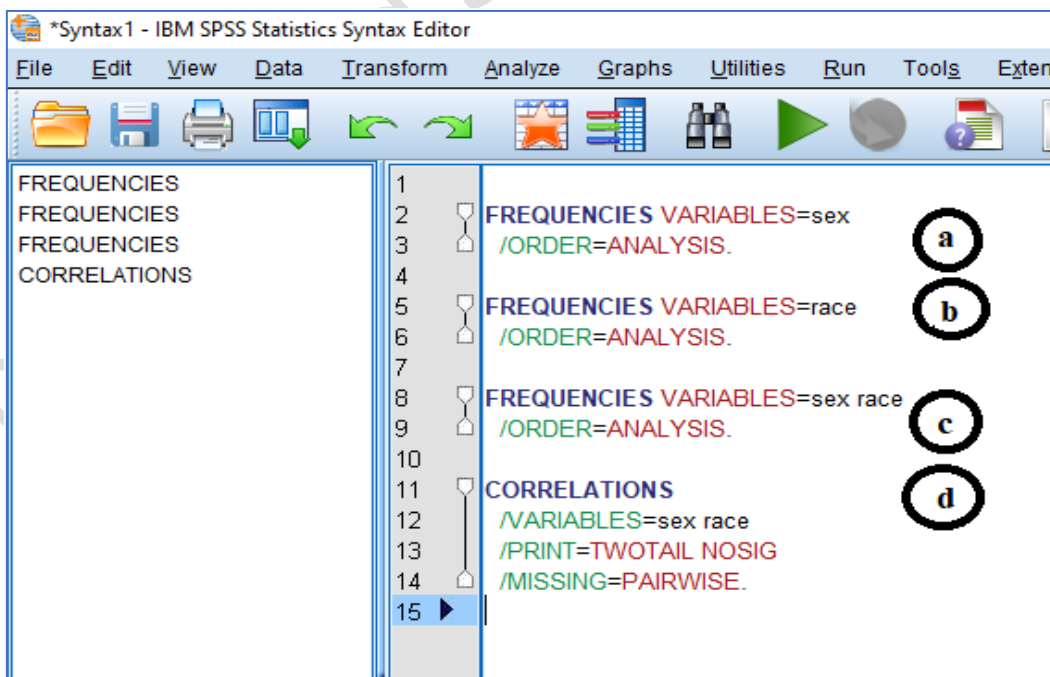 *Syntax1 - IBM SPSS Statistics Syntax Editor
File Edit View Data Transform Analyze Graphs Utilities Run Tools
FREQUENCIES
FREQUENCIES
FREQUENCIES
CORRELATIONS
1
2 FREQUENCIES VARIABLES=sex
3 /ORDER=ANALYSIS.
a
4
5 FREQUENCIES VARIABLES=race
b
6 /ORDER=ANALYSIS.
7
8 FREQUENCIES VARIABLES=sex race
9 /ORDER=ANALYSIS.
c
10
11 CORRELATIONS
d
12 /VARIABLES=sex race
13 /PRINT=TWOTAIL NOSIG
14 /MISSING=PAIRWISE.
15